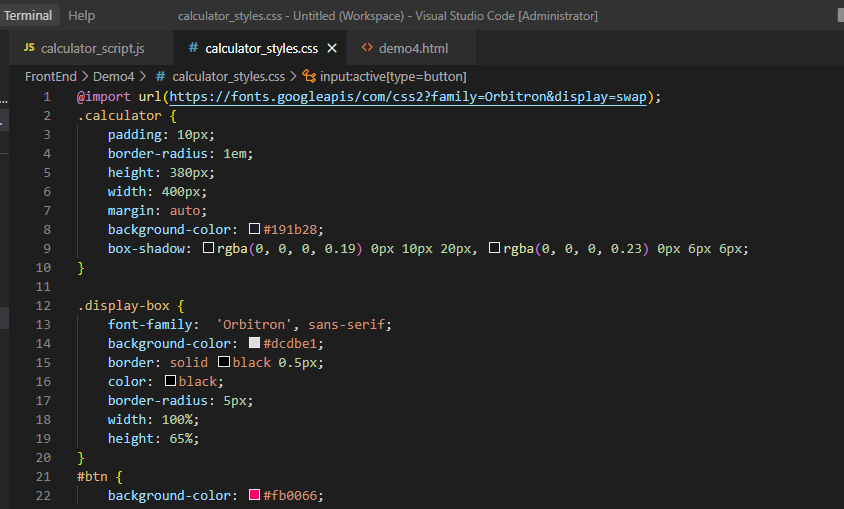 Terminal Help calculator_styles.css - Untitled (Workspace) - Visual Studio Code [Administrator]
JS calculator_script.js # calculator_styles.css × <> demo4.html
FrontEnd > Demo4 > # calculator_styles.css > input:active[type=button]
1 @import url(https://fonts.googleapis.com/css2?family=Orbitron&display=swap);
2 .calculator {
3 padding: 10px;
4 border-radius: 1em;
5 height: 380px;
6 width: 400px;
7 margin: auto;
8 background-color: #191b28;
9 box-shadow: rgba(0, 0, 0, 0.19) 0px 10px 20px, rgba(0, 0, 0, 0.23) 0px 6px 6px;
10 }
11
12 .display-box {
13 font-family:  'Orbitron', sans-serif;
14 background-color: #dcdbe1;
15 border: solid black 0.5px;
16 color: black;
17 border-radius: 5px;
18 width: 100%;
19 height: 65%;
20 }
21 #btn {
22 background-color: #fb0066;